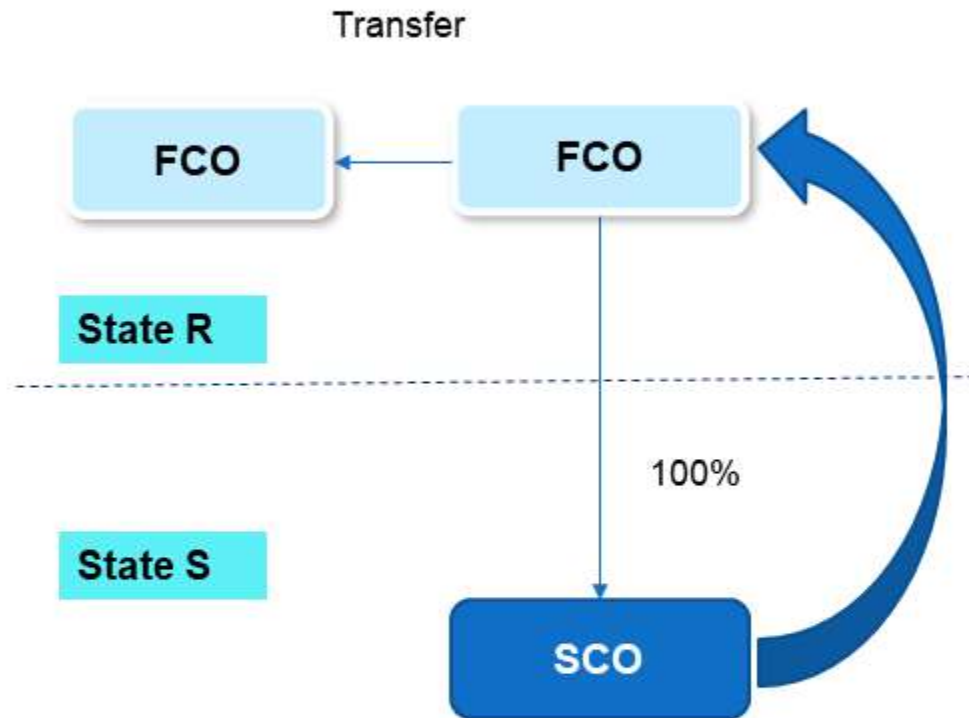 Transfer
FCO
FCO
State R
100%
State S
SCO